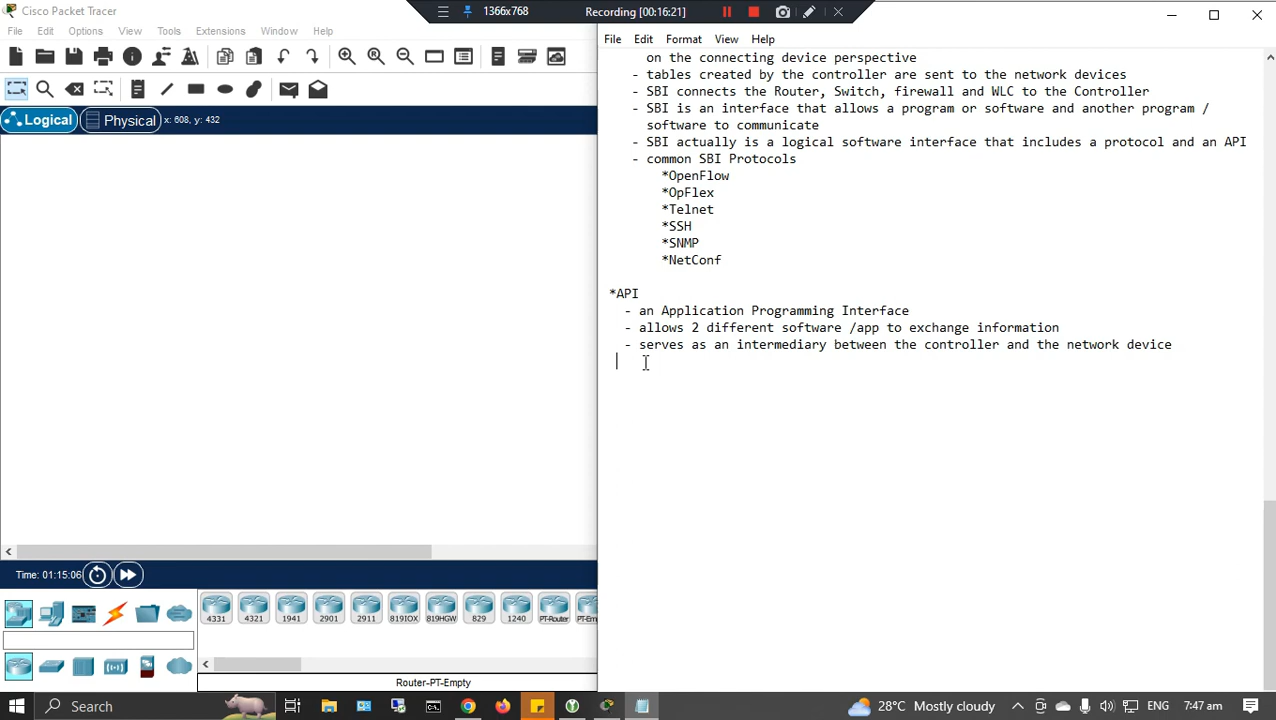 Cisco Packet Tracer
1366x768
Recording [00:16:21]
File Edit Options View Tools Extensions Window Help
File Edit Format View Help
Logical
Physical
x: 608, y: 432
on the connecting device perspective
- tables created by the controller are sent to the network devices
- SBI connects the Router, Switch, firewall and WLC to the Controller
- SBI is an interface that allows a program or software and another program /
software to communicate
- SBI actually is a logical software interface that includes a protocol and an API
- common SBI Protocols
*OpenFlow
*OpFlex
*Telnet
*SSH
*SNMP
*NetConf
*API
- an Application Programming Interface
- allows 2 different software /app to exchange information
- serves as an intermediary between the controller and the network device
Time: 01:15:06
4331 4321 1941 2901 2911 819IOX 819HGW 829 1240 PT-Router PT-Em
Router-PT-Empty
Search
28°C Mostly cloudy
ENG
7:47 am